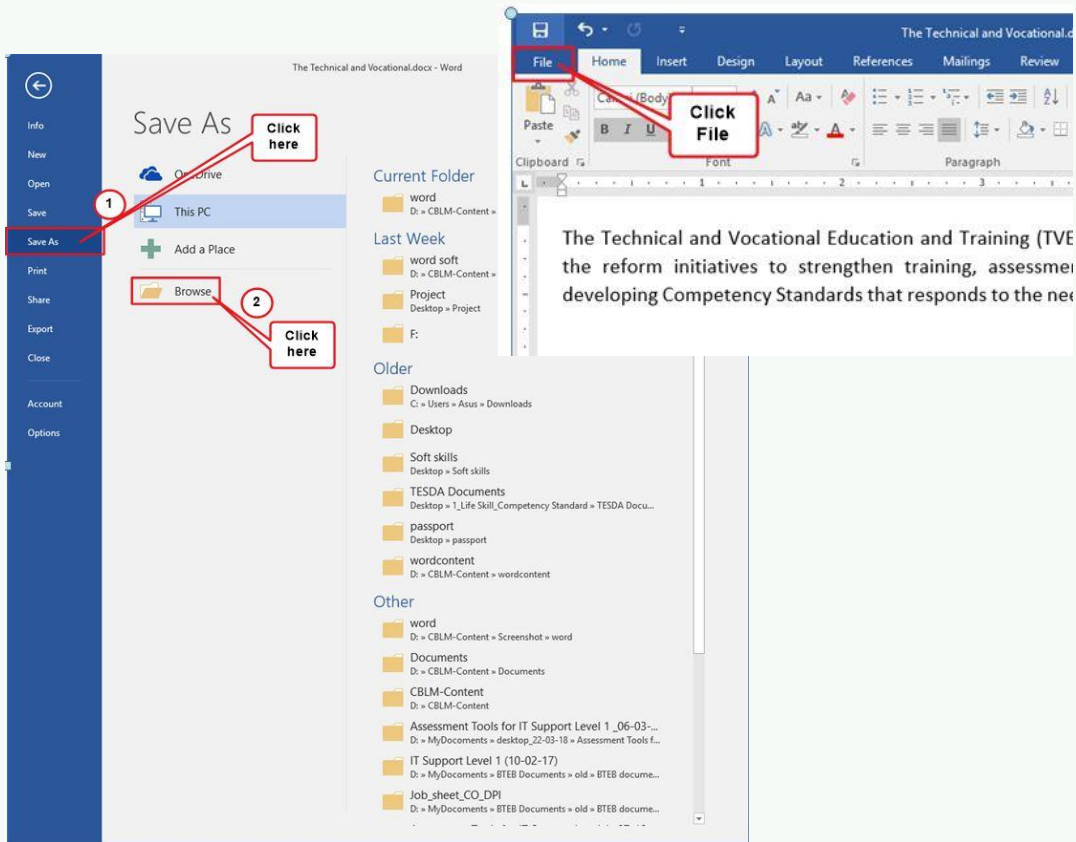 The Technical and Vocational.d
File Home Insert Design Layout References Mailings Review
Click
File
Aa
Paste
B I U
Clipboard Font Paragraph
1 2 3
The Technical and Vocational Education and Training (TVE
the reform initiatives to strengthen training, assessme
developing Competency Standards that responds to the nee
The Technical and Vocational.docx - Word
Info
New
Open
Save
Save As
Print
Share
Export
Close
Account
Options
Save As
Click
here
OneDrive
1
This PC
Add a Place
Browse
2
Click
here
Current Folder
word
D: » CBLM-Content »
Last Week
word soft
D: » CBLM-Content »
Project
Desktop » Project
F:
Older
Downloads
C: » Users » Asus » Downloads
Desktop
Soft skills
Desktop » Soft skills
TESDA Documents
Desktop » 1_Life Skill_Competency Standard » TESDA Docu...
passport
Desktop » passport
wordcontent
D: » CBLM-Content » wordcontent
Other
word
D: » CBLM-Content » Screenshot » word
Documents
D: » CBLM-Content » Documents
CBLM-Content
D: » CBLM-Content
Assessment Tools for IT Support Level 1 _06-03-...
D: » MyDocoments » desktop_22-03-18 » Assessment Tools f...
IT Support Level 1 (10-02-17)
D: » MyDocoments » BTEB Documents » old » BTEB docume...
Job_sheet_CO_DPI
D: » MyDocoments » BTEB Documents » old » BTEB docume...